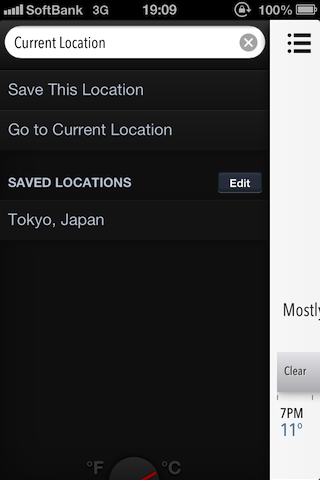 SoftBank 3G 19:09 100%
Current Location
Save This Location
Go to Current Location
SAVED LOCATIONS Edit
Tokyo, Japan
Mostly
Clear
7PM
11°
°F °C